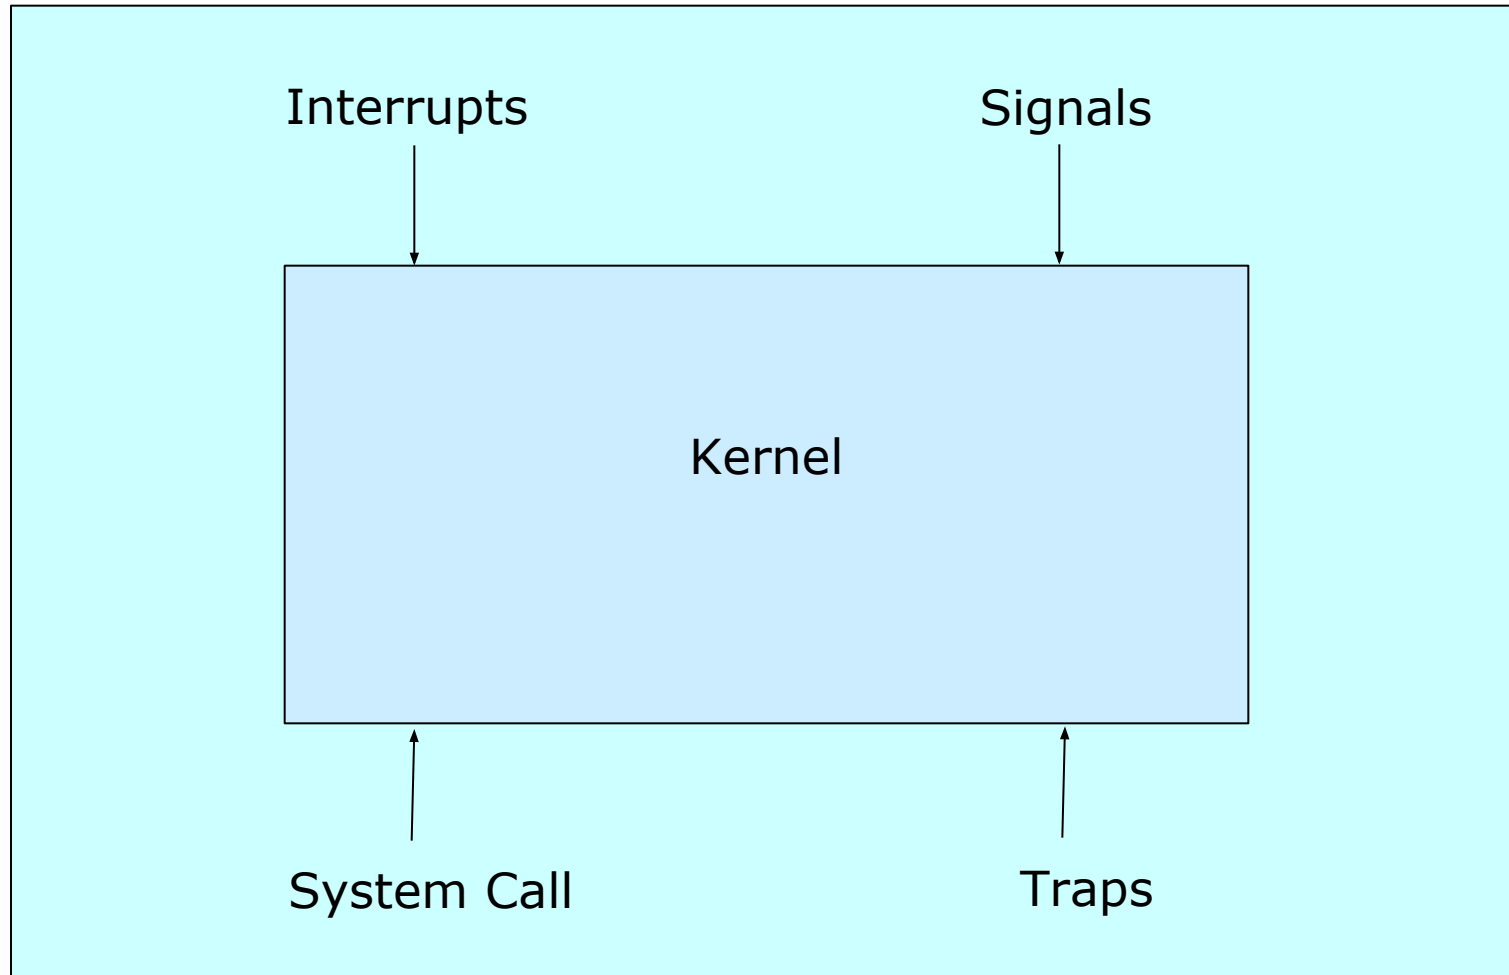 Interrupts
Signals
Kernel
System Call
Traps